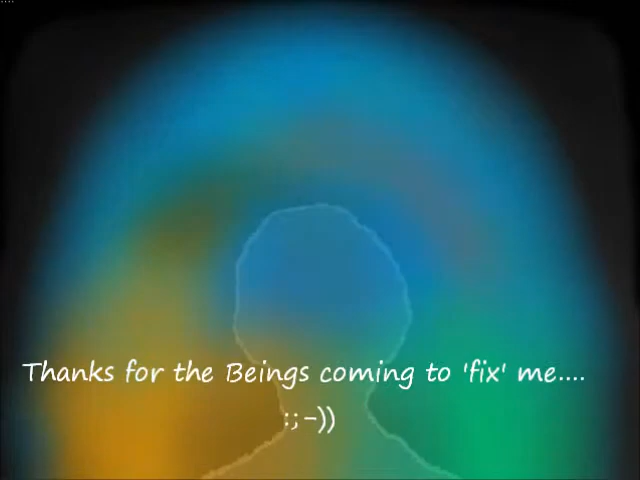 Thanks for the Beings coming to 'fix' me....
:;-))